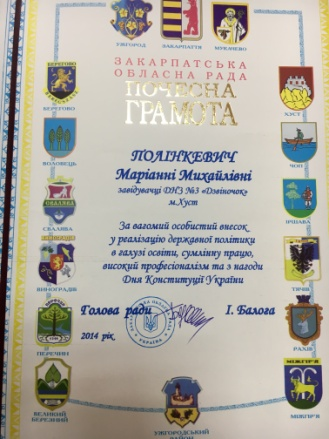 УЖГОРОД
ЗАКАРПАТТЯ
МУКАЧЕВО
ЗАКАРПАТСЬКА
ОБЛАСНА РАДА
ПОЧЕСНА
ГРАМОТА
БЕРЕГОВО
ХУСТ
БЕРЕГОВО
ВОЛОВЕЦЬ
ЧОП
СВАЛЯВА
СВАЛЯВА
ІРШАВА
ВИНОГРАДІВ
ТЯЧІВ
ПЕРЕЧИН
РАХІВ
ВЕЛИКИЙ
БЕРЕЗНИЙ
МІЖГІР'Я
УЖГОРОДСЬКИЙ
РАЙОН
ПОЛІНКЕВИЧ
Маріанні Михайлівні
завідувачці ДНЗ №3 «Дзвіночок»
м.Хуст
За вагомий особистий внесок
у реалізацію державної політики
в галузі освіти, сумлінну працю,
високий професіоналізм та з нагоди
Дня Конституції України
Голова ради І. Балога
2014 рік